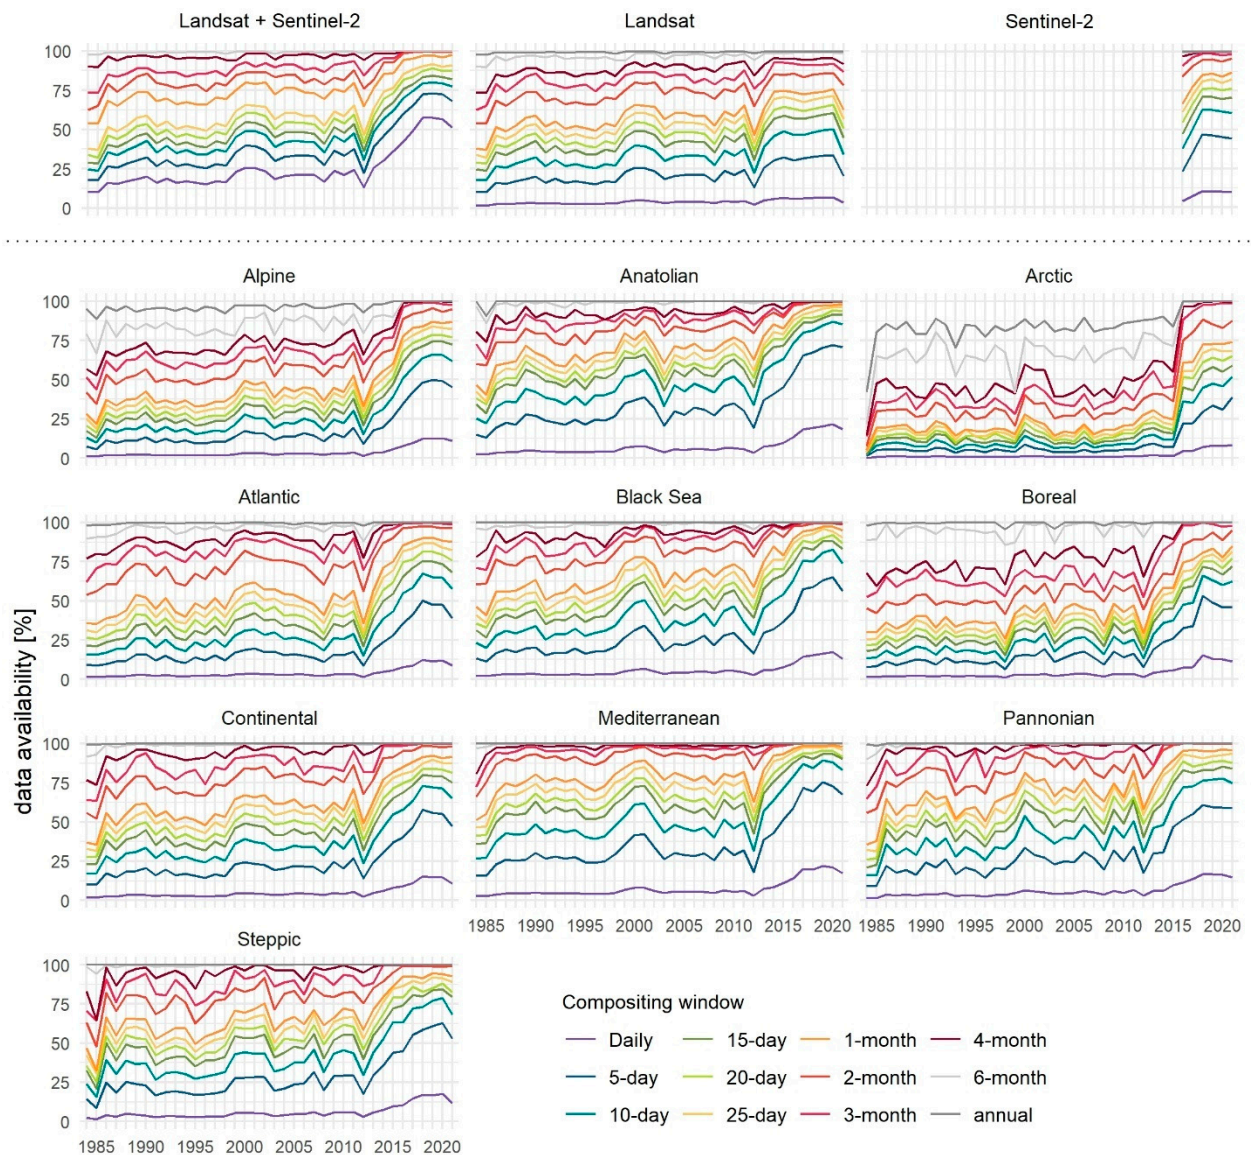 Landsat + Sentinel-2 Landsat Sentinel-2
100
75
50
25
0
Alpine Anatolian Arctic
100
75
50
25
0
Atlantic Black Sea Boreal
100
75
50
25
0
data availability [%]
Continental Mediterranean Pannonian
100
75
50
25
0
1985 1990 1995 2000 2005 2010 2015 2020 1985 1990 1995 2000 2005 2010 2015 2020
Steppic
100
75
50
25
0
1985 1990 1995 2000 2005 2010 2015 2020
Compositing window
Daily 15-day 1-month 4-month
5-day 20-day 2-month 6-month
10-day 25-day 3-month annual